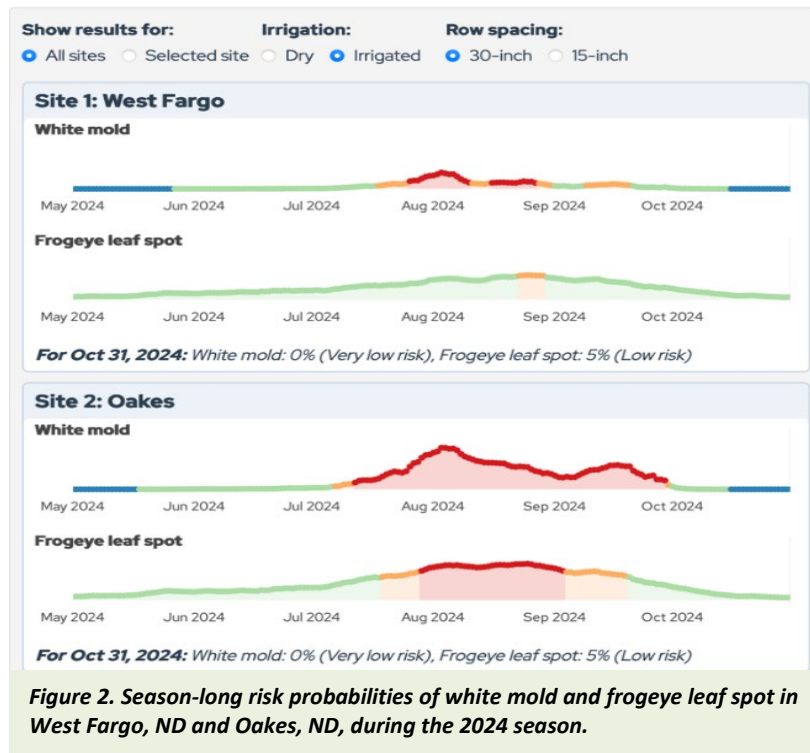 Show results for: Irrigation: Row spacing:
All sites Selected site Dry Irrigated 30-inch 15-inch
Site 1: West Fargo
White mold
May 2024 Jun 2024 Jul 2024 Aug 2024 Sep 2024 Oct 2024
Frogeye leaf spot
May 2024 Jun 2024 Jul 2024 Aug 2024 Sep 2024 Oct 2024
For Oct 31, 2024: White mold: 0% (Very low risk), Frogeye leaf spot: 5% (Low risk)
Site 2: Oakes
White mold
May 2024 Jun 2024 Jul 2024 Aug 2024 Sep 2024 Oct 2024
Frogeye leaf spot
May 2024 Jun 2024 Jul 2024 Aug 2024 Sep 2024 Oct 2024
For Oct 31, 2024: White mold: 0% (Very low risk), Frogeye leaf spot: 5% (Low risk)
Figure 2. Season-long risk probabilities of white mold and frogeye leaf spot in
West Fargo, ND and Oakes, ND, during the 2024 season.